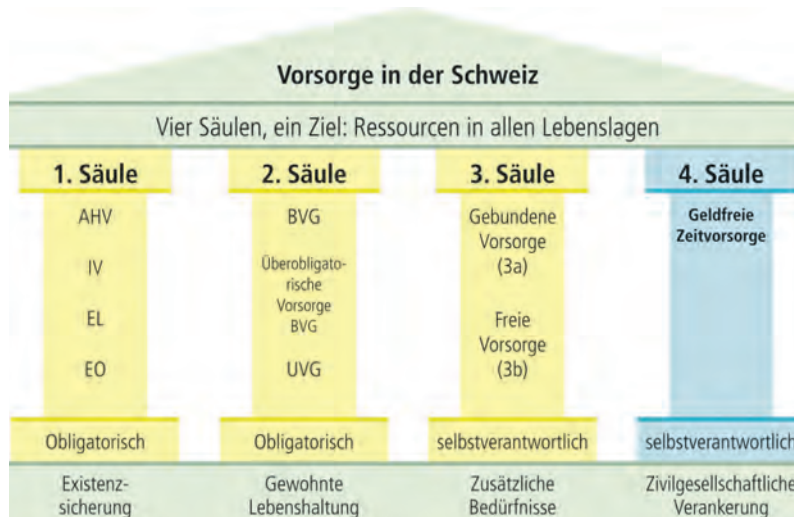 Vorsorge in der Schweiz
Vier Säulen, ein Ziel: Ressourcen in allen Lebenslagen
1. Säule
AHV
IV
EL
EO
Obligatorisch
Existenz-
sicherung
2. Säule
BVG
Überobligato-
rische
Vorsorge
BVG
UVG
Obligatorisch
Gewohnte
Lebenshaltung
3. Säule
Gebundene
Vorsorge
(3a)
Freie
Vorsorge
(3b)
selbstverantwortlich
Zusätzliche
Bedürfnisse
4. Säule
Geldfreie
Zeitvorsorge
selbstverantwortlich
Zivilgesellschaftliche
Verankerung